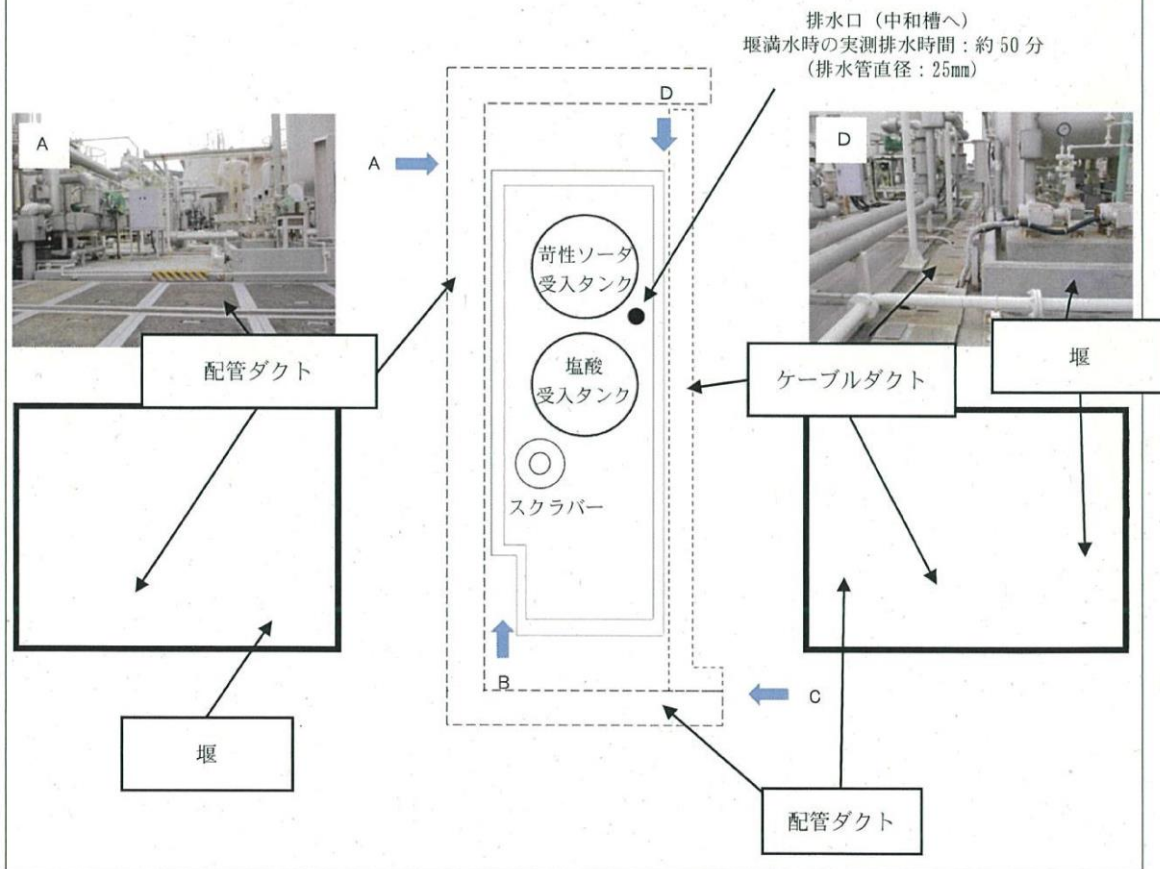 排水口（中和槽へ）
堰満水時の実測排水時間：約50分
(排水管直径：25mm)
D
A
A
D
苛性ソーダ
受入タンク
配管ダクト
塩酸
受入タンク
ケーブルダクト
堰
スクラバー
B
C
堰
配管ダクト